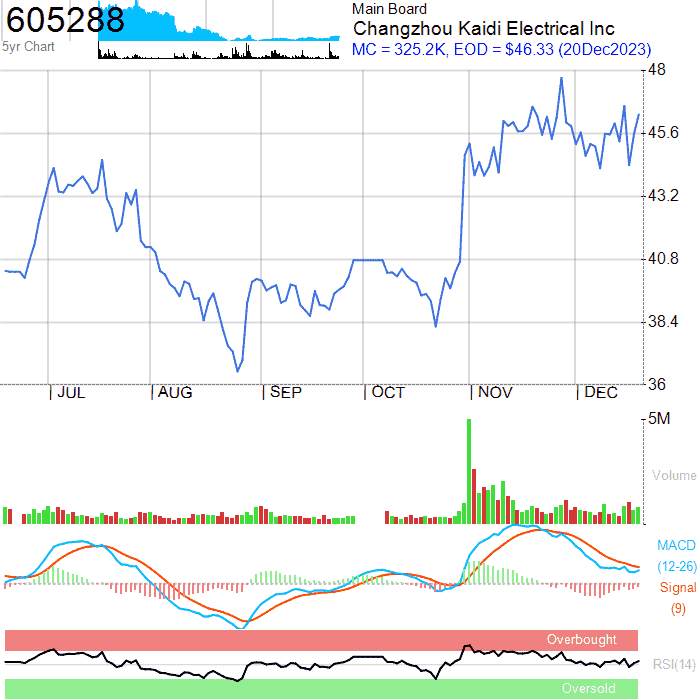 605288
5yr Chart
Main Board
Changzhou Kaidi Electrical Inc
MC = 325.2K, EOD = $46.33 (20Dec2023)
48
45.6
43.2
40.8
38.4
36
JUL AUG SEP OCT NOV DEC
5M
Volume
MACD
(12-26)
Signal
(9)
Overbought
RSI(14)
Oversold